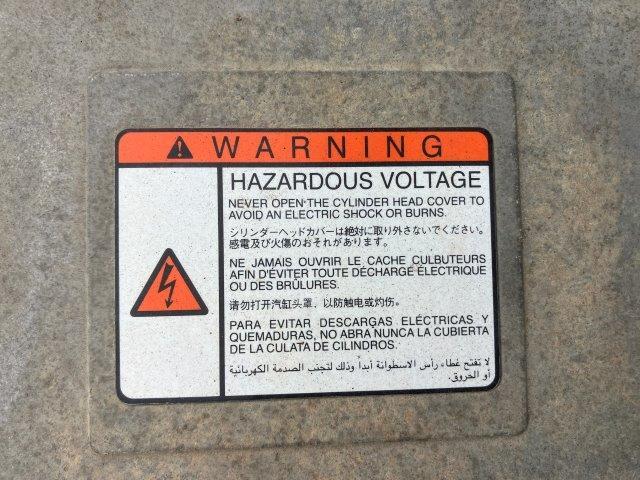 WARNING
HAZARDOUS VOLTAGE
NEVER OPEN THE CYLINDER HEAD COVER TO
AVOID AN ELECTRIC SHOCK OR BURNS.
シリンダーヘッドカバーは絶対に取り外さないでください。
感電及び火傷のおそれがあります。
NE JAMAIS OUVRIR LE CACHE CULBUTEURS
AFIN D'ÉVITER TOUTE DÉCHARGE ÉLECTRIQUE
OU DES BRÛLURES.
请勿打开汽缸头罩，以防触电或灼伤。
PARA EVITAR DESCARGAS ELÉCTRICAS Y
QUEMADURAS, NO ABRA NUNCA LA CUBIERTA
DE LA CULATA DE CILINDROS.
لا تفتح غطاء رأس الاسطوانة أبداً وذلك لتجنب الصدمة الكهربائية
أو الحروق.